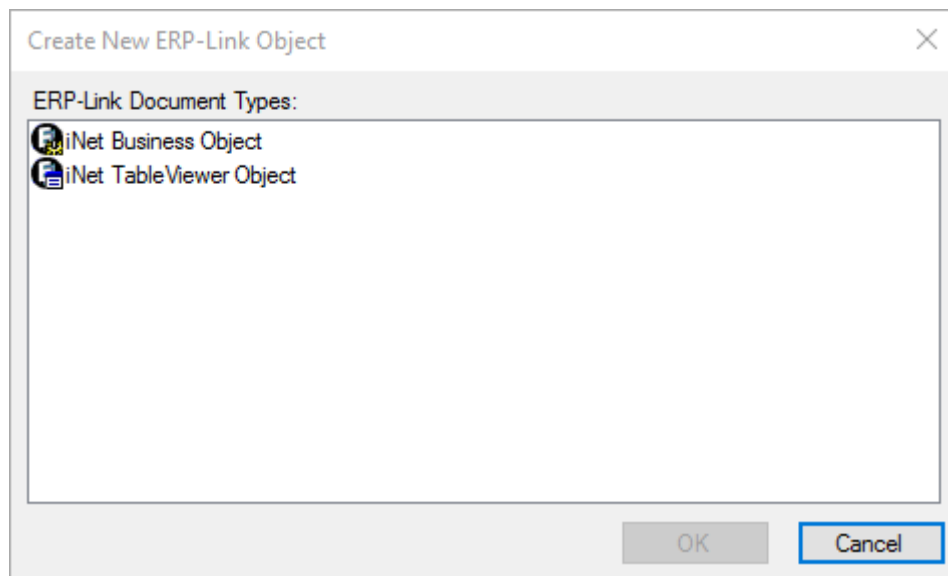 Create New ERP-Link Object
ERP-Link Document Types:
iNet Business Object
iNet TableViewer Object
OK
Cancel